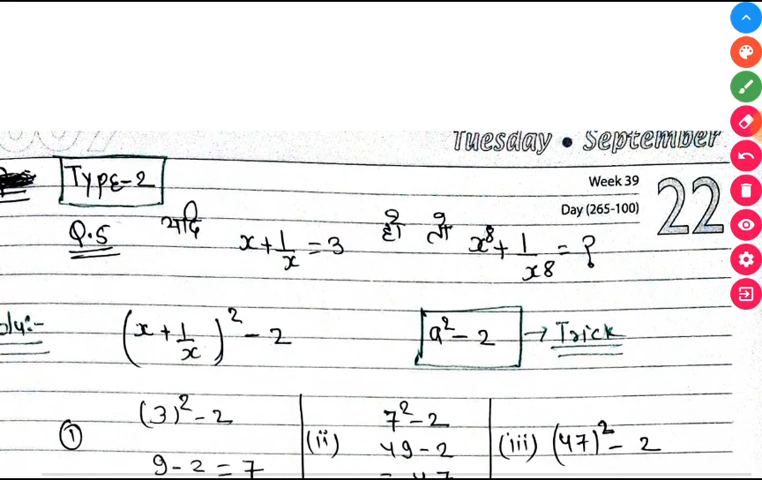 Tuesday • September
Type-2
Week 39
Day (265-100)
22
Q.5 यदि x + 1/x = 3 हो तो x⁸ + 1/x8 = ?
(x + 1/x)² - 2
a² - 2 → Trick
① (3)² - 2
9 - 2 = 7
(ii) 7² - 2
49 - 2
= 47
(iii) (47)² - 2